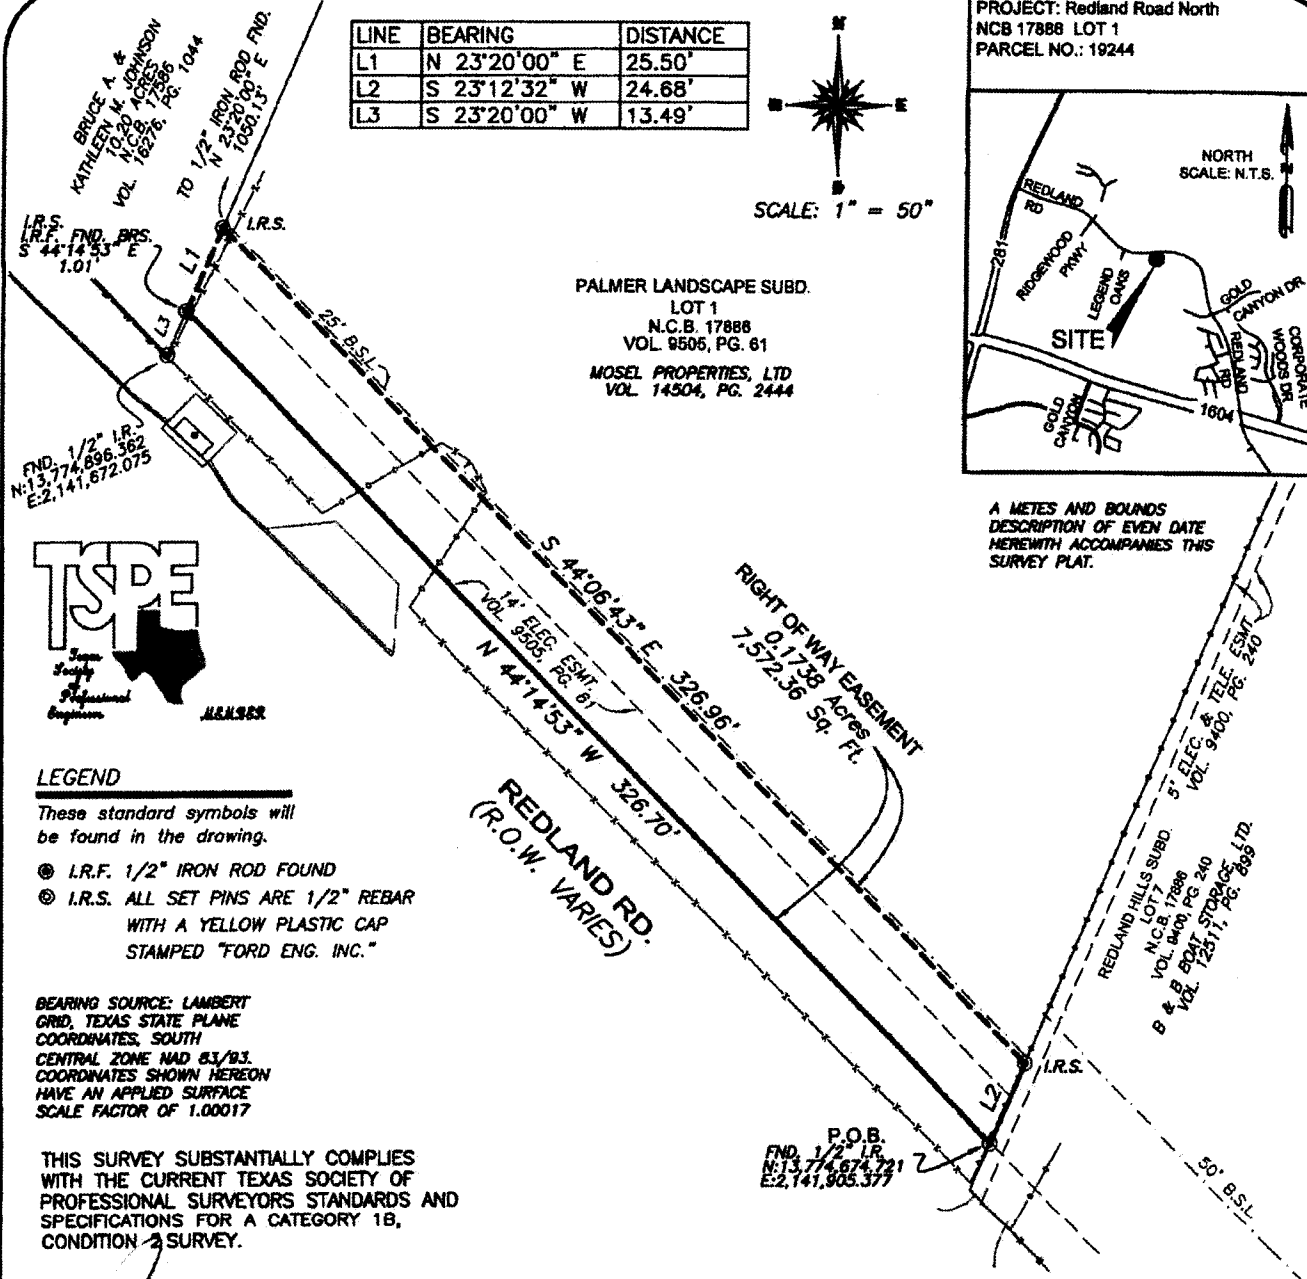 LINE BEARING DISTANCE
L1 N 23°20'00" E 25.50'
L2 S 23°12'32" W 24.68'
L3 S 23°20'00" W 13.49'
N
SCALE: 1" = 50"
PROJECT: Redland Road North
NCB 17888 LOT 1
PARCEL NO.: 19244
NORTH
SCALE: N.T.S.
REDLAND
RD
281
RIDGEWOOD
PKWY
LEGEND
OAKS
SITE
GOLD
CANYON DR
REDLAND
RD
CORPORATE
WOODS DR
1604
GOLD
CANYON
BRUCE A. &
KATHLEEN M. JOHNSON
10.20 ACRES
N.C.B. 17586
VOL. 16276, PG. 1044
TO 1/2" IRON ROD FND.
N 23°20'00" E
1050.13'
I.R.S.
I.R.S.
I.R.F. FND. BRS.
S 44°14'53" E
1.01'
L1
L3
25' B.S.L.
PALMER LANDSCAPE SUBD.
LOT 1
N.C.B. 17888
VOL. 9505, PG. 61
MOSEL PROPERTIES, LTD
VOL. 14504, PG. 2444
FND. 1/2" I.R.
N:13,774,896.362
E:2,141,672.075
A METES AND BOUNDS
DESCRIPTION OF EVEN DATE
HEREWITH ACCOMPANIES THIS
SURVEY PLAT.
TSPE
Texas
Society
of
Professional
Engineers
MEMBER
S 44°06'43" E 326.96'
14' ELEC. ESMT.
VOL. 9505, PG. 61
N 44°14'53" W 326.70'
RIGHT OF WAY EASEMENT
0.1738 Acres
7,572.36 Sq. Ft.
REDLAND RD.
(R.O.W. VARIES)
5' ELEC. & TELE. ESMT
VOL. 9400, PG. 240
REDLAND HILLS SUBD.
LOT 7
N.C.B. 17886
VOL. 9400, PG. 240
B & B BOAT STORAGE, LTD.
VOL. 12511, PG. 899
LEGEND
These standard symbols will
be found in the drawing.
I.R.F. 1/2" IRON ROD FOUND
I.R.S. ALL SET PINS ARE 1/2" REBAR
WITH A YELLOW PLASTIC CAP
STAMPED "FORD ENG. INC."
BEARING SOURCE: LAMBERT
GRID, TEXAS STATE PLANE
COORDINATES, SOUTH
CENTRAL ZONE NAD 83/93.
COORDINATES SHOWN HEREON
HAVE AN APPLIED SURFACE
SCALE FACTOR OF 1.00017
THIS SURVEY SUBSTANTIALLY COMPLIES
WITH THE CURRENT TEXAS SOCIETY OF
PROFESSIONAL SURVEYORS STANDARDS AND
SPECIFICATIONS FOR A CATEGORY 1B,
CONDITION 2 SURVEY.
I.R.S.
L2
P.O.B.
FND. 1/2" I.R.
N:13,774,674.721
E:2,141,905.377
50' B.S.L.